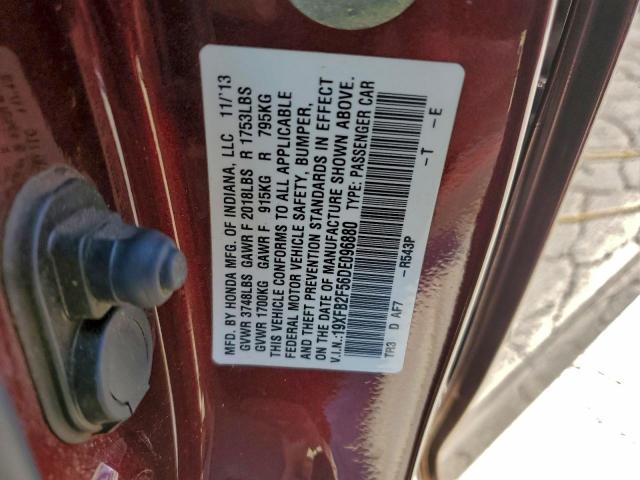 MFD. BY HONDA MFG. OF INDIANA, LLC 11/'13
GVWR 3748LBS GAWR F 2018LBS R 1753LBS
GVWR 1700KG GAWR F 915KG R 795KG
THIS VEHICLE CONFORMS TO ALL APPLICABLE
FEDERAL MOTOR VEHICLE SAFETY, BUMPER,
AND THEFT PREVENTION STANDARDS IN EFFECT
ON THE DATE OF MANUFACTURE SHOWN ABOVE.
V.I.N.:19XFB2F56DE096880 TYPE: PASSENGER CAR
TR3 D AF7 -R543P -T -E